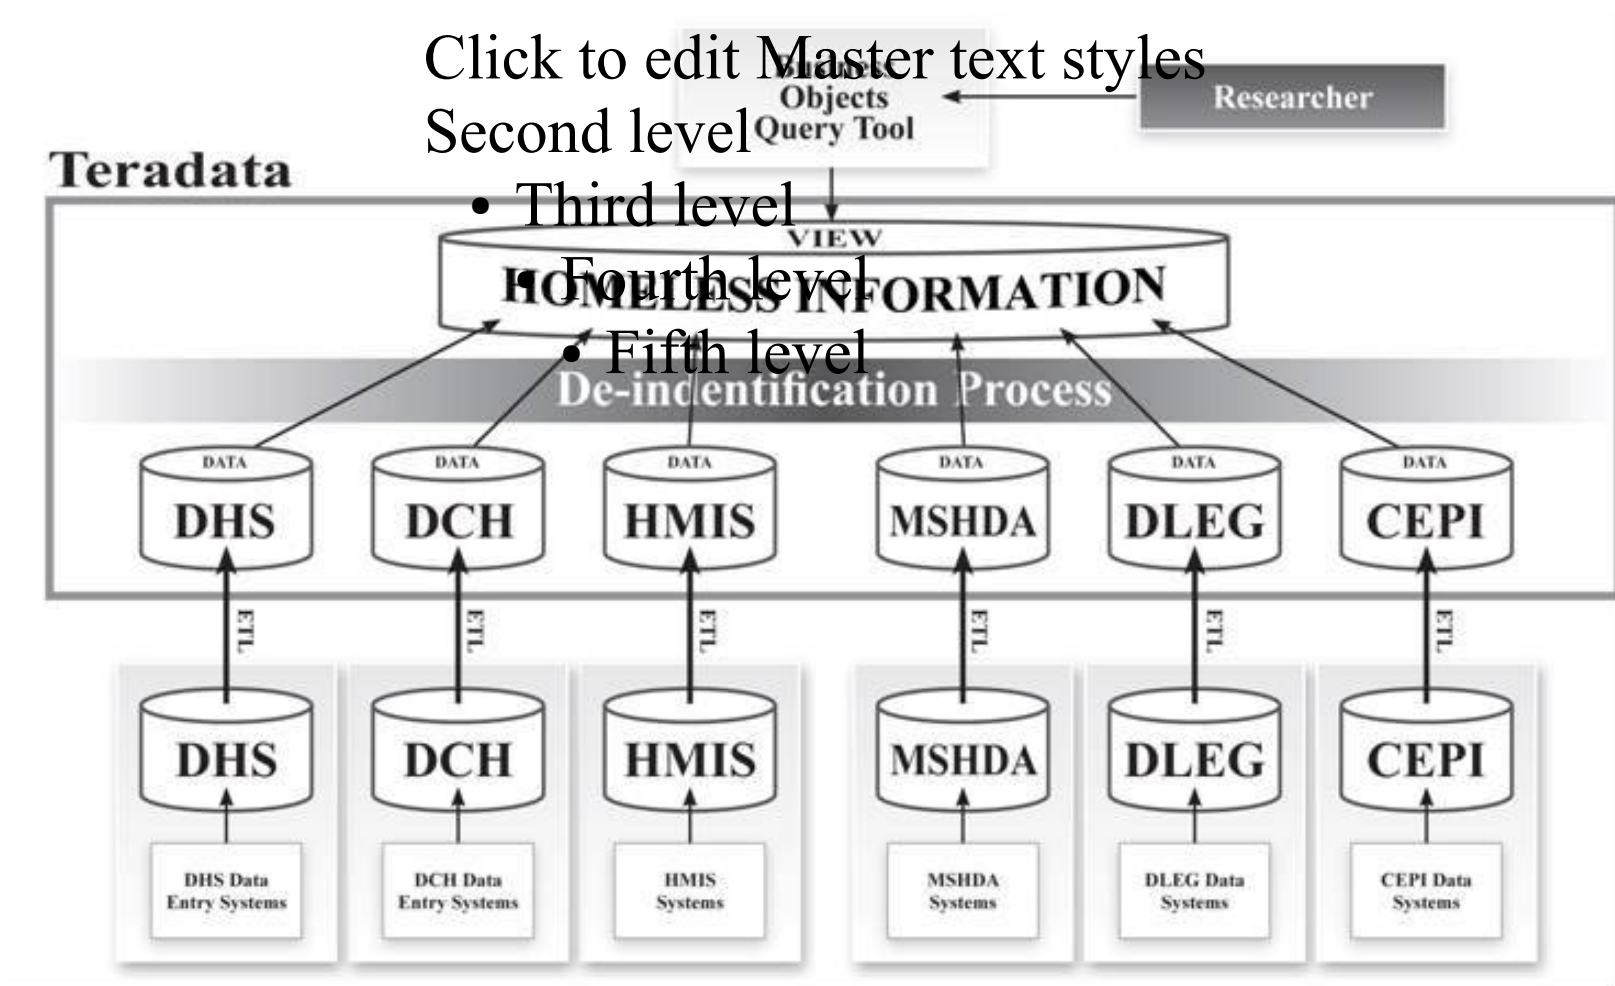 Click to edit Master text styles
Second level
• Third level
• Fourth level
• Fifth level
Business
Objects
Query Tool
Researcher
Teradata
VIEW
HOMELESS INFORMATION
De-indentification Process
DATA DATA DATA DATA DATA DATA
DHS DCH HMIS MSHDA DLEG CEPI
ETL ETL ETL ETL ETL ETL
DHS DCH HMIS MSHDA DLEG CEPI
DHS Data
Entry Systems
DCH Data
Entry Systems
HMIS
Systems
MSHDA
Systems
DLEG Data
Systems
CEPI Data
Systems